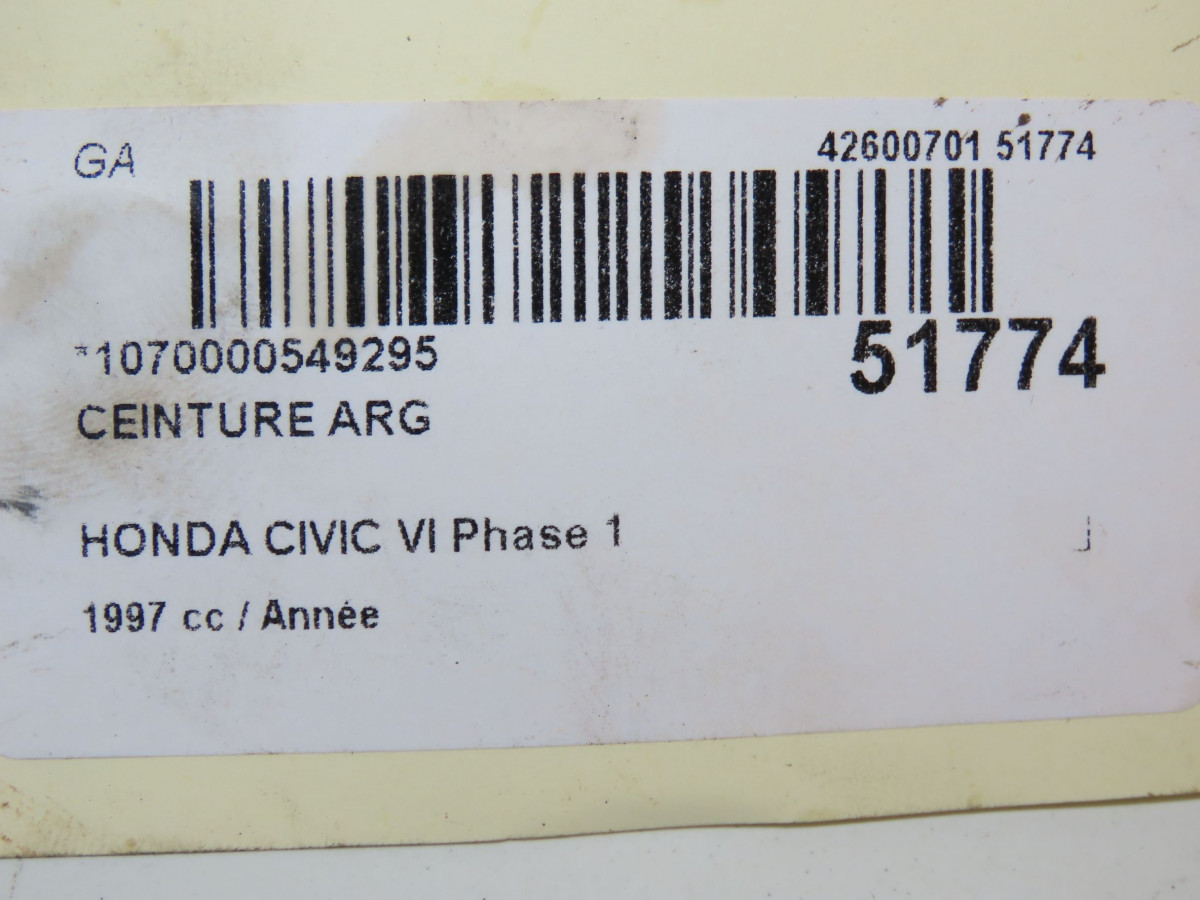 GA
42600701 51774
*1070000549295
51774
CEINTURE ARG
HONDA CIVIC VI Phase 1
1997 cc / Année